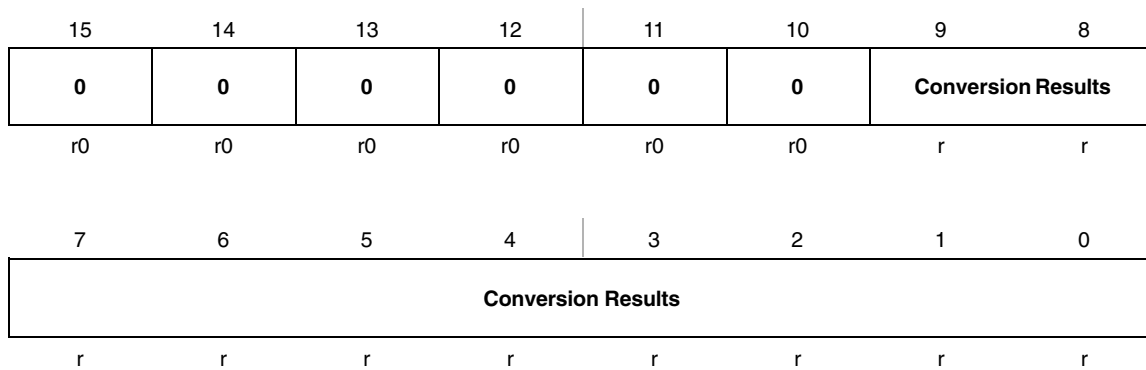 15 14 13 12 11 10 9 8
0 0 0 0 0 0 Conversion Results
r0 r0 r0 r0 r0 r0 r r
7 6 5 4 3 2 1 0
Conversion Results
r r r r r r r r